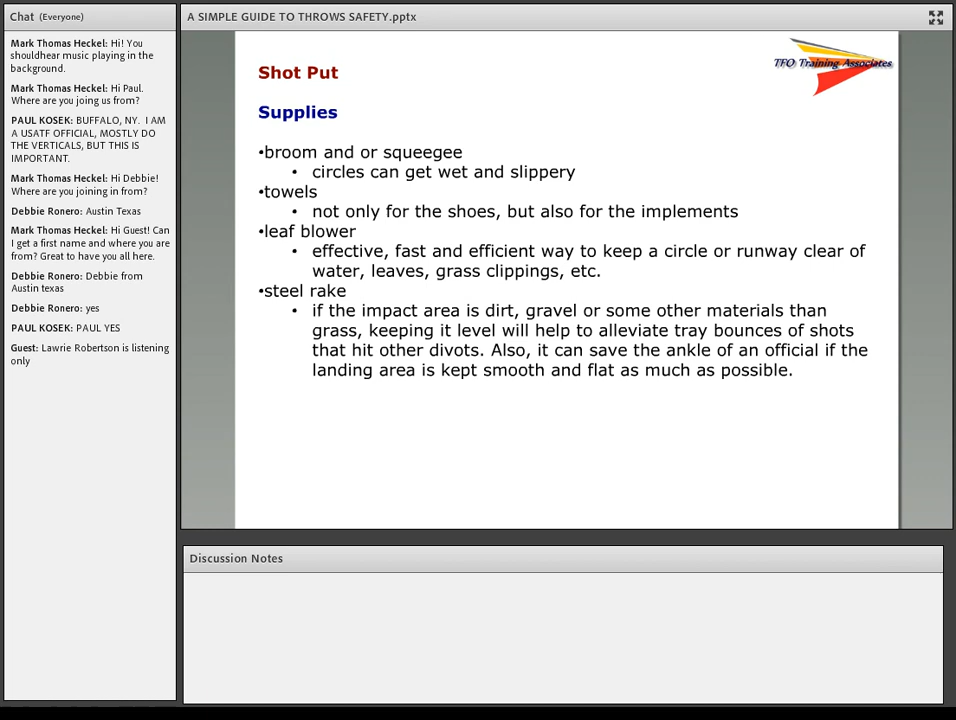 Chat (Everyone)
Mark Thomas Heckel: Hi! You
shouldhear music playing in the
background.
Mark Thomas Heckel: Hi Paul.
Where are you joing us from?
PAUL KOSEK: BUFFALO, NY. I AM
A USATF OFFICIAL, MOSTLY DO
THE VERTICALS, BUT THIS IS
IMPORTANT.
Mark Thomas Heckel: Hi Debbie!
Where are you joining in from?
Debbie Ronero: Austin Texas
Mark Thomas Heckel: Hi Guest! Can
I get a first name and where you are
from? Great to have you all here.
Debbie Ronero: Debbie from
Austin texas
Debbie Ronero: yes
PAUL KOSEK: PAUL YES
Guest: Lawrie Robertson is listening
only
A SIMPLE GUIDE TO THROWS SAFETY.pptx
TFO Training Associates
Shot Put
Supplies
•broom and or squeegee
• circles can get wet and slippery
•towels
• not only for the shoes, but also for the implements
•leaf blower
• effective, fast and efficient way to keep a circle or runway clear of
water, leaves, grass clippings, etc.
•steel rake
• if the impact area is dirt, gravel or some other materials than
grass, keeping it level will help to alleviate tray bounces of shots
that hit other divots. Also, it can save the ankle of an official if the
landing area is kept smooth and flat as much as possible.
Discussion Notes